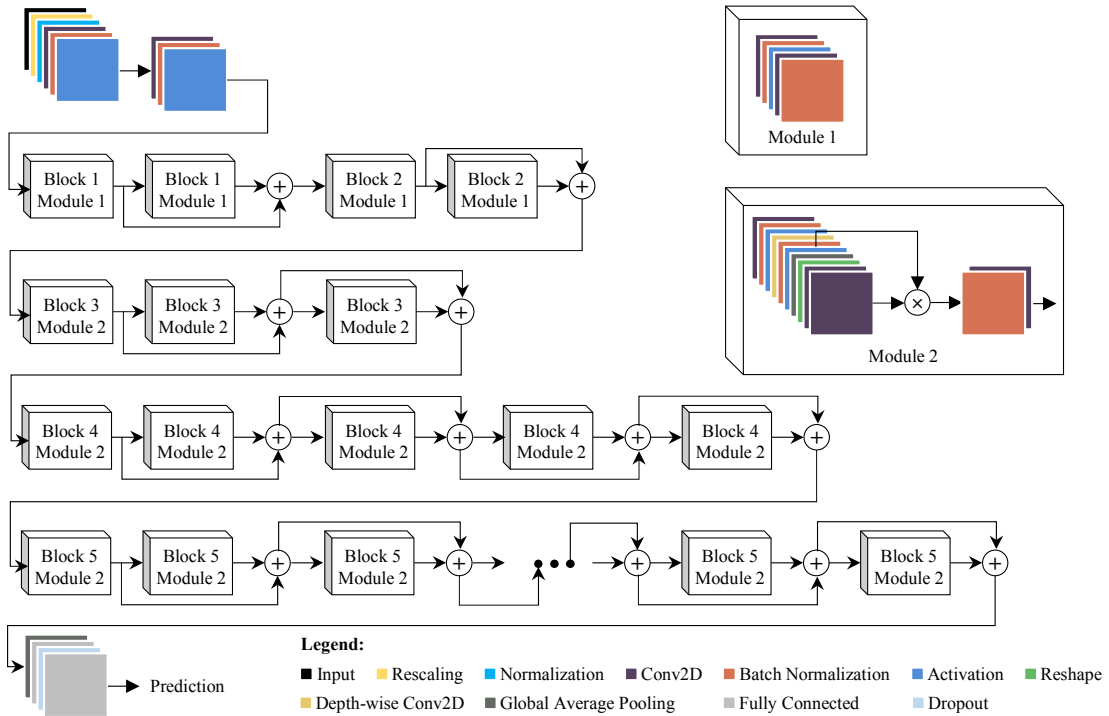 Module 1
Block 1
Module 1
Block 1
Module 1
+
Block 2
Module 1
Block 2
Module 1
+
Block 3
Module 2
Block 3
Module 2
+
Block 3
Module 2
+
×
Module 2
Block 4
Module 2
Block 4
Module 2
+
Block 4
Module 2
+
Block 4
Module 2
+
Block 4
Module 2
+
Block 5
Module 2
Block 5
Module 2
+
Block 5
Module 2
+
+
Block 5
Module 2
+
Block 5
Module 2
+
Prediction
Legend:
Input Rescaling Normalization Conv2D Batch Normalization Activation Reshape
Depth-wise Conv2D Global Average Pooling Fully Connected Dropout